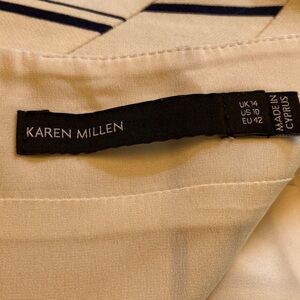 KAREN MILLEN
UK 14
US 10
EU 42
MADE IN
CYPRUS